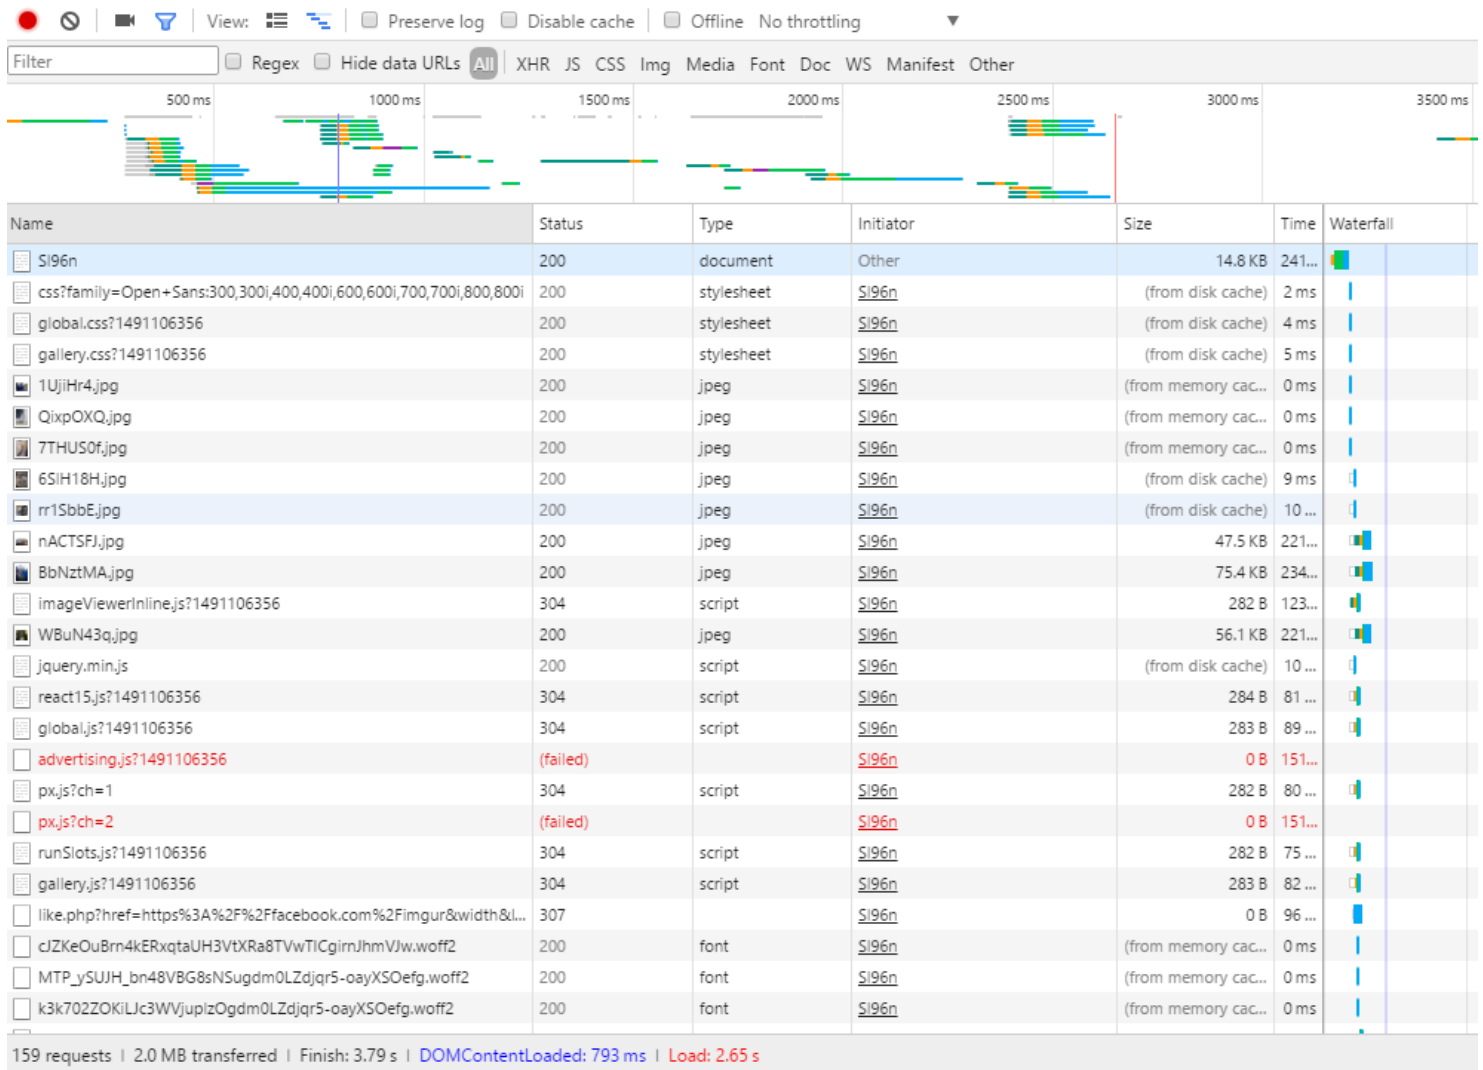 View: Preserve log Disable cache Offline No throttling
Filter Regex Hide data URLs All XHR JS CSS Img Media Font Doc WS Manifest Other
500 ms 1000 ms 1500 ms 2000 ms 2500 ms 3000 ms 3500 ms
Name Status Type Initiator Size Time Waterfall
SI96n 200 document Other 14.8 KB 241...
css?family=Open+Sans:300,300i,400,400i,600,600i,700,700i,800,800i 200 stylesheet SI96n (from disk cache) 2 ms
global.css?1491106356 200 stylesheet SI96n (from disk cache) 4 ms
gallery.css?1491106356 200 stylesheet SI96n (from disk cache) 5 ms
1UjiHr4.jpg 200 jpeg SI96n (from memory cac... 0 ms
QixpOXQ.jpg 200 jpeg SI96n (from memory cac... 0 ms
7THUS0f.jpg 200 jpeg SI96n (from memory cac... 0 ms
6SIH18H.jpg 200 jpeg SI96n (from disk cache) 9 ms
rr1SbbE.jpg 200 jpeg SI96n (from disk cache) 10 ...
nACTSFJ.jpg 200 jpeg SI96n 47.5 KB 221...
BbNztMA.jpg 200 jpeg SI96n 75.4 KB 234...
imageViewerInline.js?1491106356 304 script SI96n 282 B 123...
WBuN43q.jpg 200 jpeg SI96n 56.1 KB 221...
jquery.min.js 200 script SI96n (from disk cache) 10 ...
react15.js?1491106356 304 script SI96n 284 B 81 ...
global.js?1491106356 304 script SI96n 283 B 89 ...
advertising.js?1491106356 (failed) SI96n 0 B 151...
px.js?ch=1 304 script SI96n 282 B 80 ...
px.js?ch=2 (failed) SI96n 0 B 151...
runSlots.js?1491106356 304 script SI96n 282 B 75 ...
gallery.js?1491106356 304 script SI96n 283 B 82 ...
like.php?href=https%3A%2F%2Ffacebook.com%2Fimgur&width&l... 307 SI96n 0 B 96 ...
cJZKeOuBrn4kERxqtaUH3VtXRa8TVwTICgirnJhmVJw.woff2 200 font SI96n (from memory cac... 0 ms
MTP_ySUJH_bn48VBG8sNSugdm0LZdjqr5-oayXSOefg.woff2 200 font SI96n (from memory cac... 0 ms
k3k702ZOKiLJc3WVjuplzOgdm0LZdjqr5-oayXSOefg.woff2 200 font SI96n (from memory cac... 0 ms
159 requests | 2.0 MB transferred | Finish: 3.79 s | DOMContentLoaded: 793 ms | Load: 2.65 s